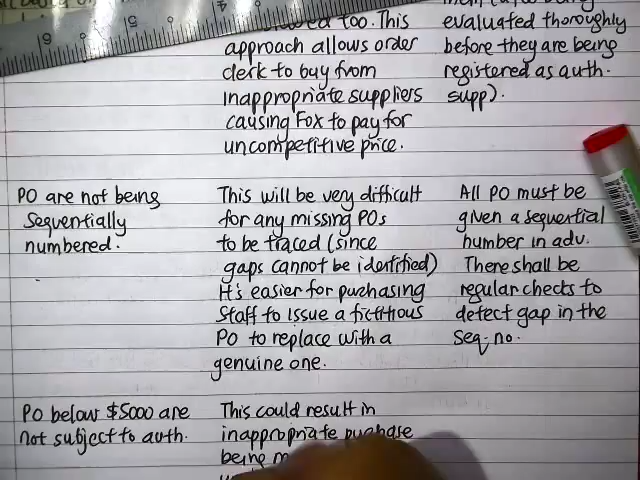 too. This
approach allows order
clerk to buy from
inappropriate suppliers
causing Fox to pay for
uncompetitive price.
evaluated thoroughly
before they are being
registered as auth.
supp).
PO are not being
sequentially
numbered.
This will be very difficult
for any missing POs
to be traced (since
gaps cannot be identified)
It's easier for purchasing
staff to issue a fictitious
PO to replace with a
genuine one.
All PO must be
given a sequential
number in adv.
There shall be
regular checks to
detect gap in the
seq. no.
PO below $5000 are
not subject to auth.
This could result in
inappropriate purchase
being